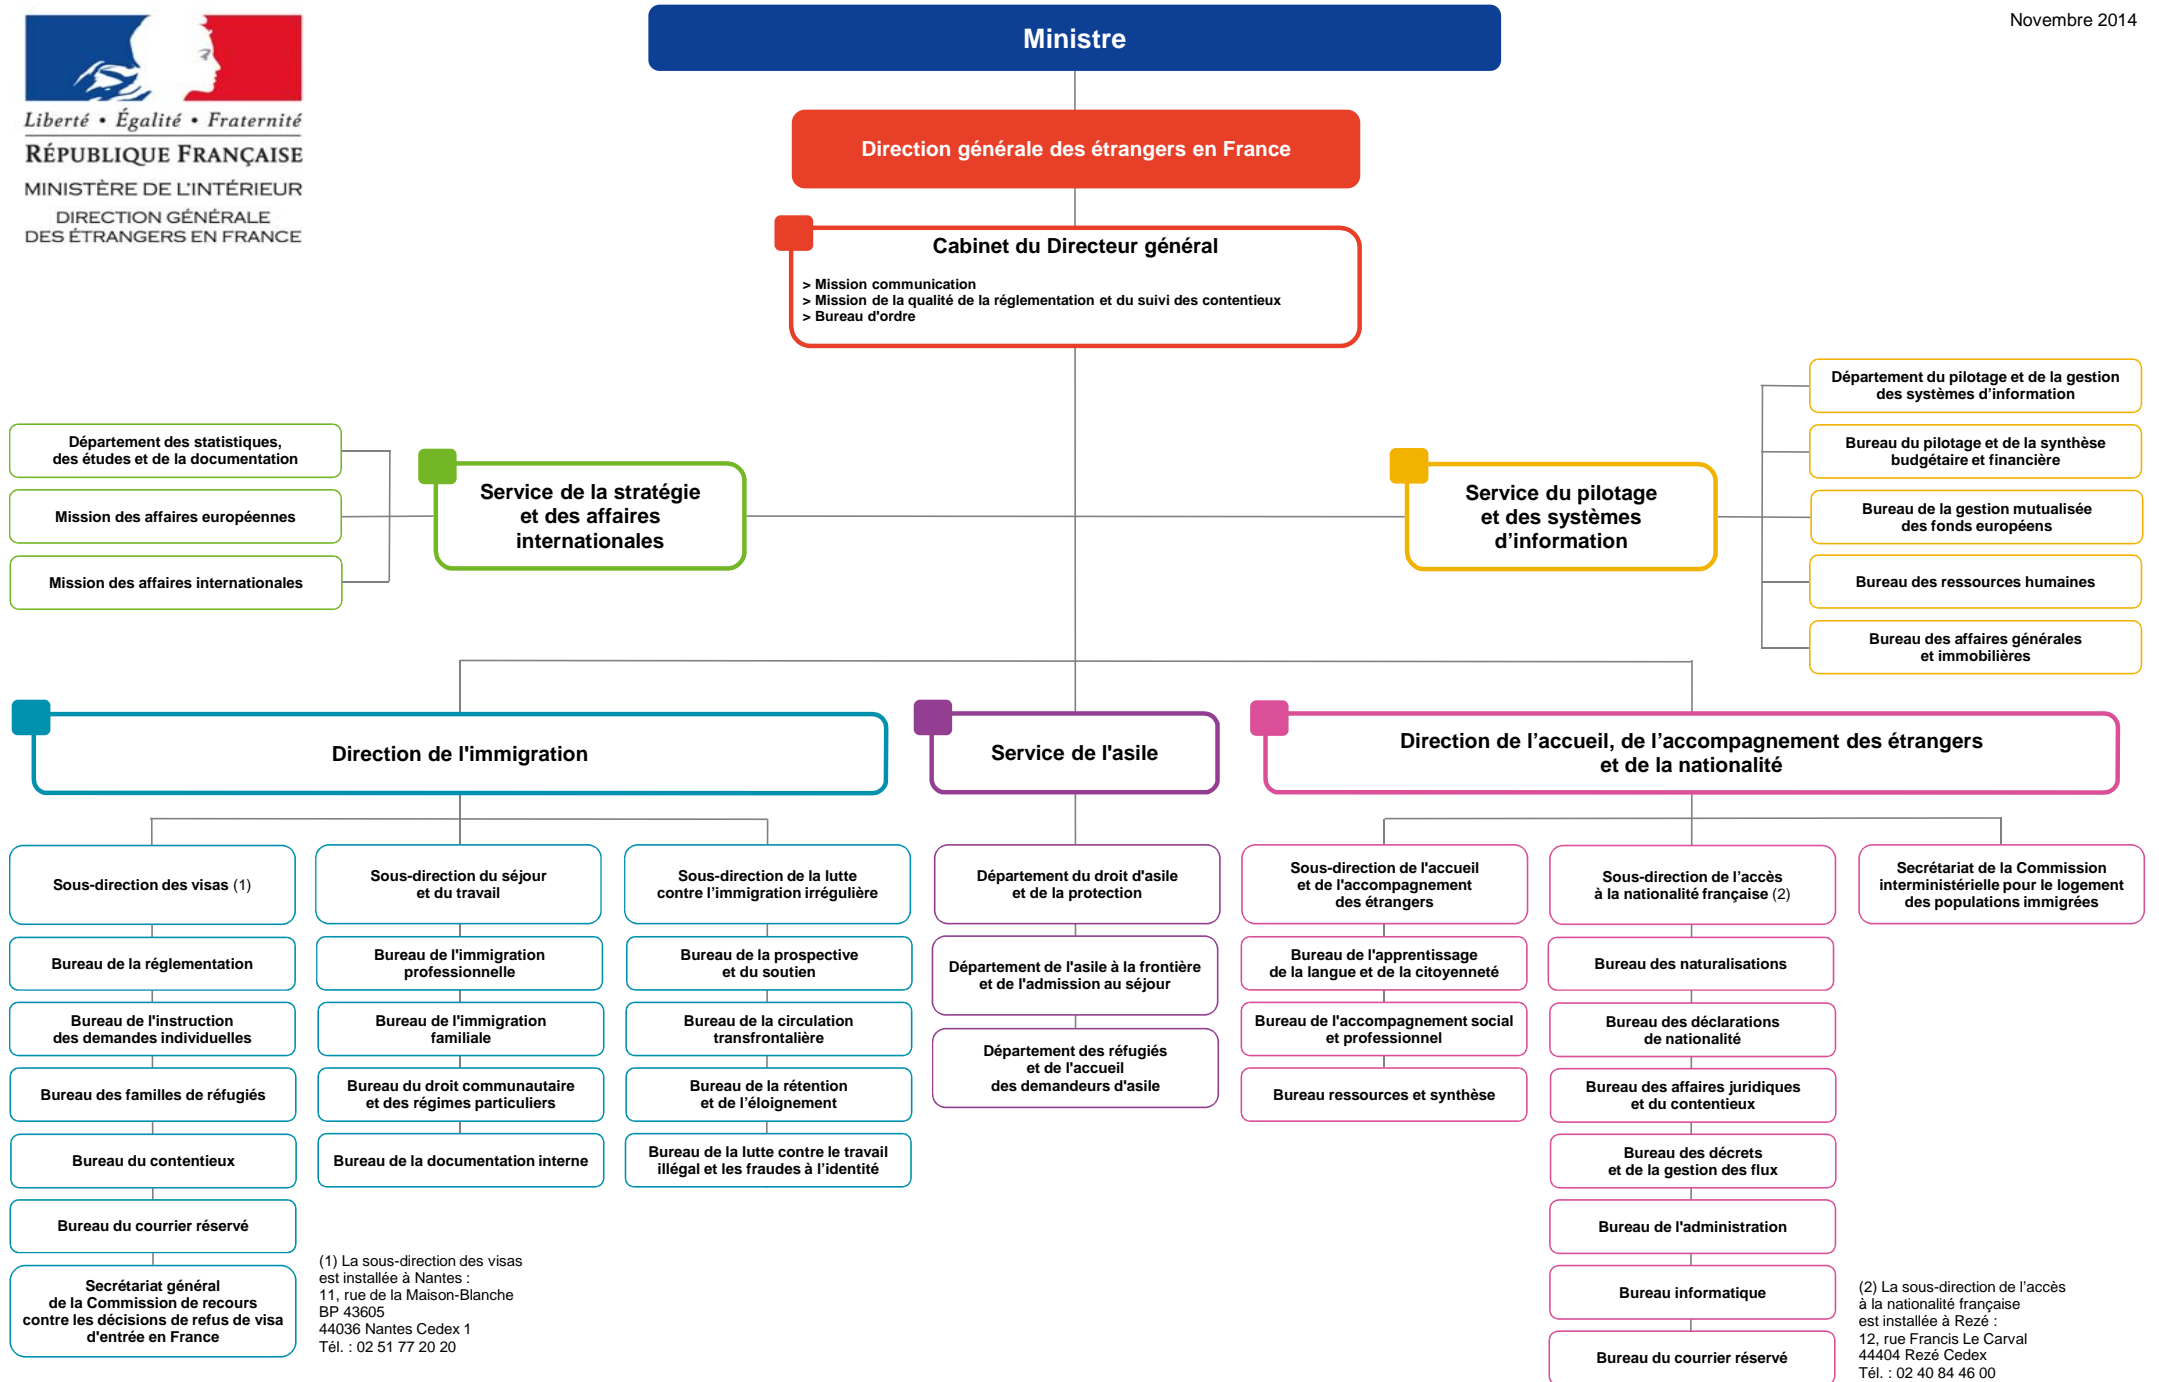 Liberté • Égalité • Fraternité
RÉPUBLIQUE FRANÇAISE
MINISTÈRE DE L'INTÉRIEUR
DIRECTION GÉNÉRALE
DES ÉTRANGERS EN FRANCE
Novembre 2014
Ministre
Direction générale des étrangers en France
Cabinet du Directeur général
> Mission communication
> Mission de la qualité de la réglementation et du suivi des contentieux
> Bureau d'ordre
Département des statistiques,
des études et de la documentation
Mission des affaires européennes
Mission des affaires internationales
Service de la stratégie
et des affaires
internationales
Service du pilotage
et des systèmes
d’information
Département du pilotage et de la gestion
des systèmes d’information
Bureau du pilotage et de la synthèse
budgétaire et financière
Bureau de la gestion mutualisée
des fonds européens
Bureau des ressources humaines
Bureau des affaires générales
et immobilières
Direction de l'immigration
Sous-direction des visas (1)
Bureau de la réglementation
Bureau de l'instruction
des demandes individuelles
Bureau des familles de réfugiés
Bureau du contentieux
Bureau du courrier réservé
Secrétariat général
de la Commission de recours
contre les décisions de refus de visa
d'entrée en France
Sous-direction du séjour
et du travail
Bureau de l'immigration
professionnelle
Bureau de l'immigration
familiale
Bureau du droit communautaire
et des régimes particuliers
Bureau de la documentation interne
(1) La sous-direction des visas
est installée à Nantes :
11, rue de la Maison-Blanche
BP 43605
44036 Nantes Cedex 1
Tél. : 02 51 77 20 20
Sous-direction de la lutte
contre l’immigration irrégulière
Bureau de la prospective
et du soutien
Bureau de la circulation
transfrontalière
Bureau de la rétention
et de l’éloignement
Bureau de la lutte contre le travail
illégal et les fraudes à l’identité
Service de l'asile
Département du droit d'asile
et de la protection
Département de l'asile à la frontière
et de l'admission au séjour
Département des réfugiés
et de l'accueil
des demandeurs d'asile
Direction de l’accueil, de l’accompagnement des étrangers
et de la nationalité
Sous-direction de l'accueil
et de l'accompagnement
des étrangers
Bureau de l'apprentissage
de la langue et de la citoyenneté
Bureau de l'accompagnement social
et professionnel
Bureau ressources et synthèse
Sous-direction de l’accès
à la nationalité française (2)
Bureau des naturalisations
Bureau des déclarations
de nationalité
Bureau des affaires juridiques
et du contentieux
Bureau des décrets
et de la gestion des flux
Bureau de l'administration
Bureau informatique
Bureau du courrier réservé
Secrétariat de la Commission
interministérielle pour le logement
des populations immigrées
(2) La sous-direction de l’accès
à la nationalité française
est installée à Rezé :
12, rue Francis Le Carval
44404 Rezé Cedex
Tél. : 02 40 84 46 00